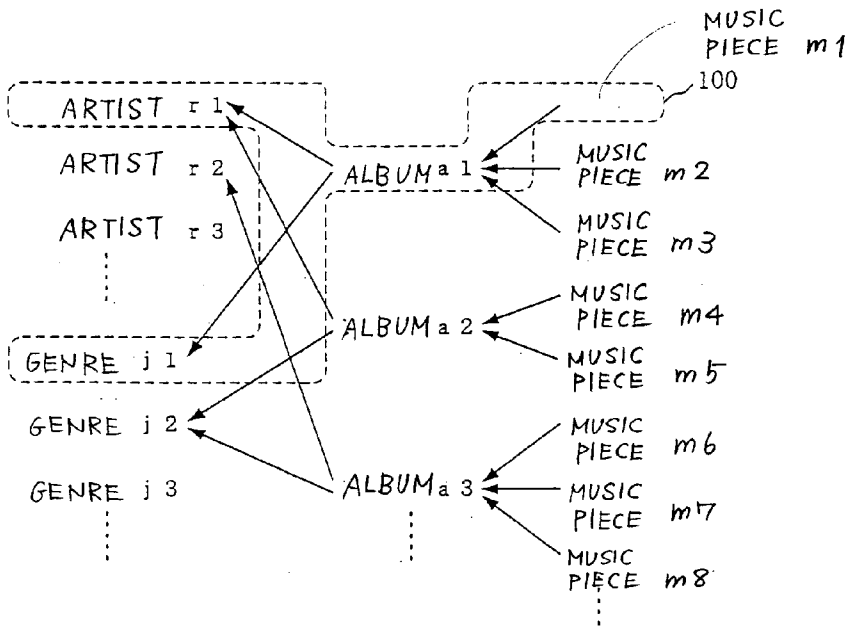 MUSIC
PIECE m1
100
ARTIST r1
ARTIST r2
ARTIST r3
GENRE j1
GENRE j2
GENRE j3
ALBUM a1
ALBUM a2
ALBUM a3
MUSIC
PIECE m2
MUSIC
PIECE m3
MUSIC
PIECE m4
MUSIC
PIECE m5
MUSIC
PIECE m6
MUSIC
PIECE m7
MUSIC
PIECE m8